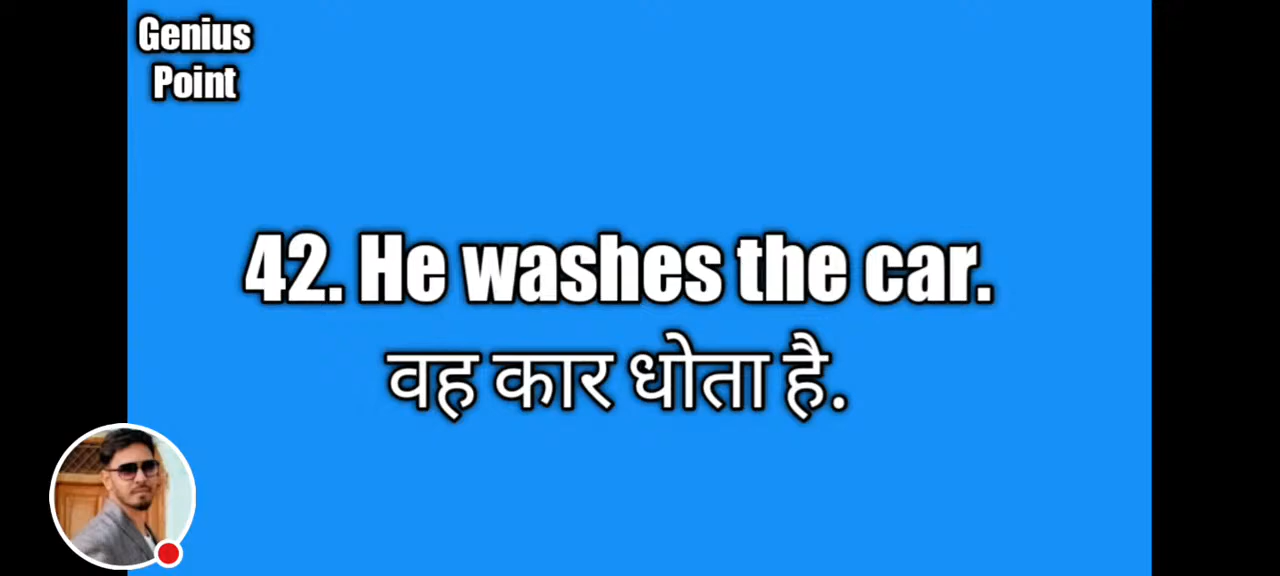 Genius
Point
42. He washes the car.
वह कार धोता है.